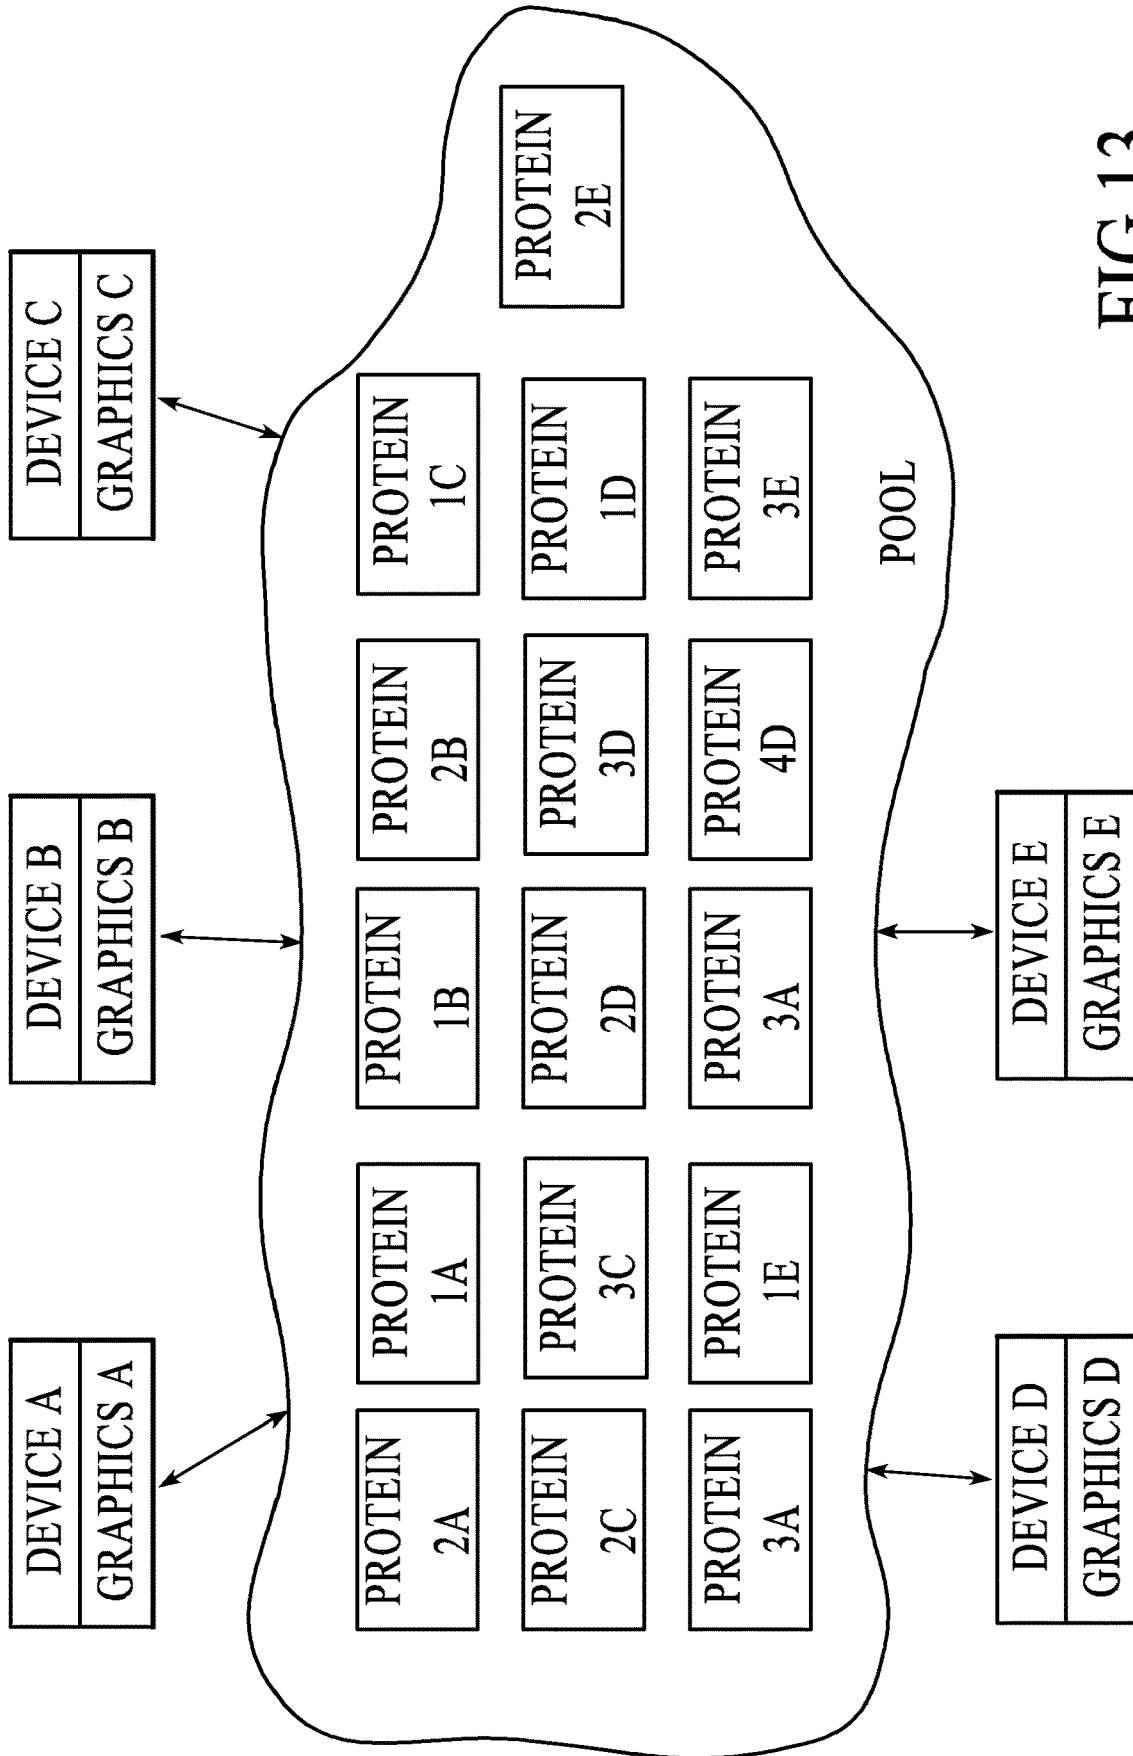 DEVICE A
GRAPHICS A
DEVICE B
GRAPHICS B
DEVICE C
GRAPHICS C
PROTEIN
2A
PROTEIN
1A
PROTEIN
1B
PROTEIN
2B
PROTEIN
1C
PROTEIN
2C
PROTEIN
3C
PROTEIN
2D
PROTEIN
3D
PROTEIN
1D
PROTEIN
2E
PROTEIN
3A
PROTEIN
1E
PROTEIN
3A
PROTEIN
4D
PROTEIN
3E
POOL
DEVICE D
GRAPHICS D
DEVICE E
GRAPHICS E
FIG.13